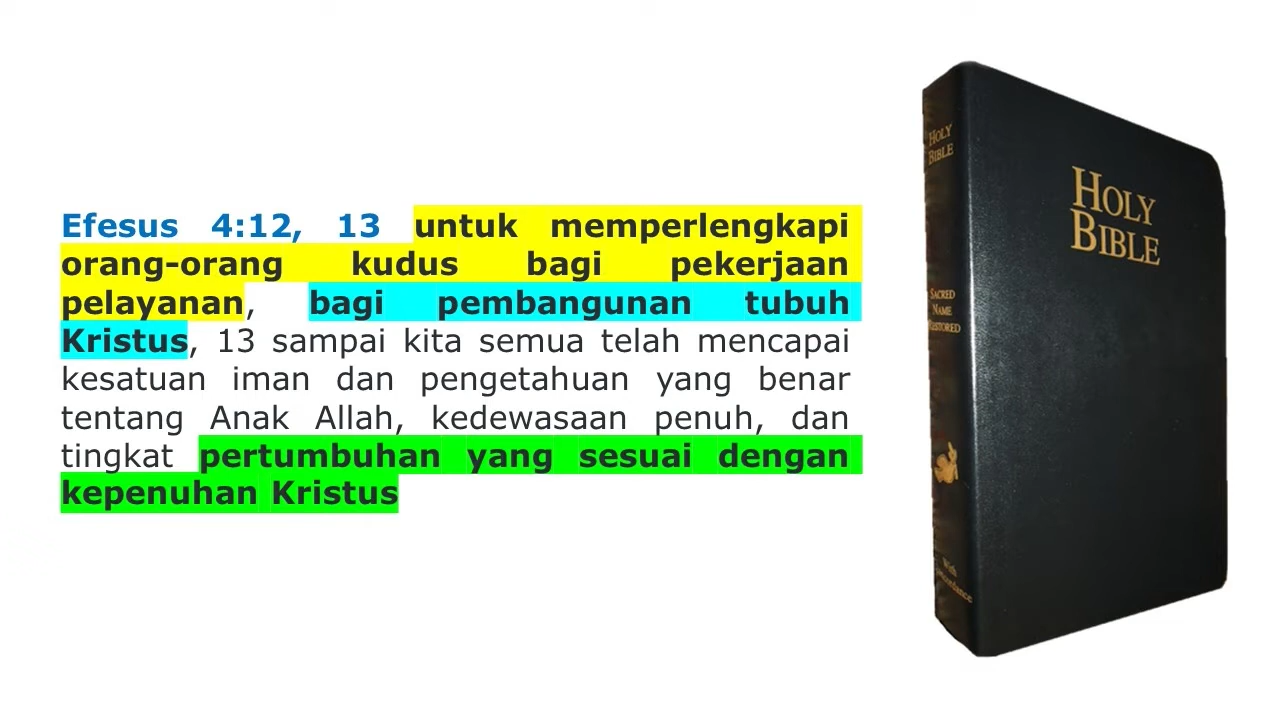 Efesus 4:12, 13 untuk memperlengkapi
orang-orang kudus bagi pekerjaan
pelayanan, bagi pembangunan tubuh
Kristus, 13 sampai kita semua telah mencapai
kesatuan iman dan pengetahuan yang benar
tentang Anak Allah, kedewasaan penuh, dan
tingkat pertumbuhan yang sesuai dengan
kepenuhan Kristus
HOLY
BIBLE
SACRED
NAME
RESTORED
With
Concordance
HOLY
BIBLE